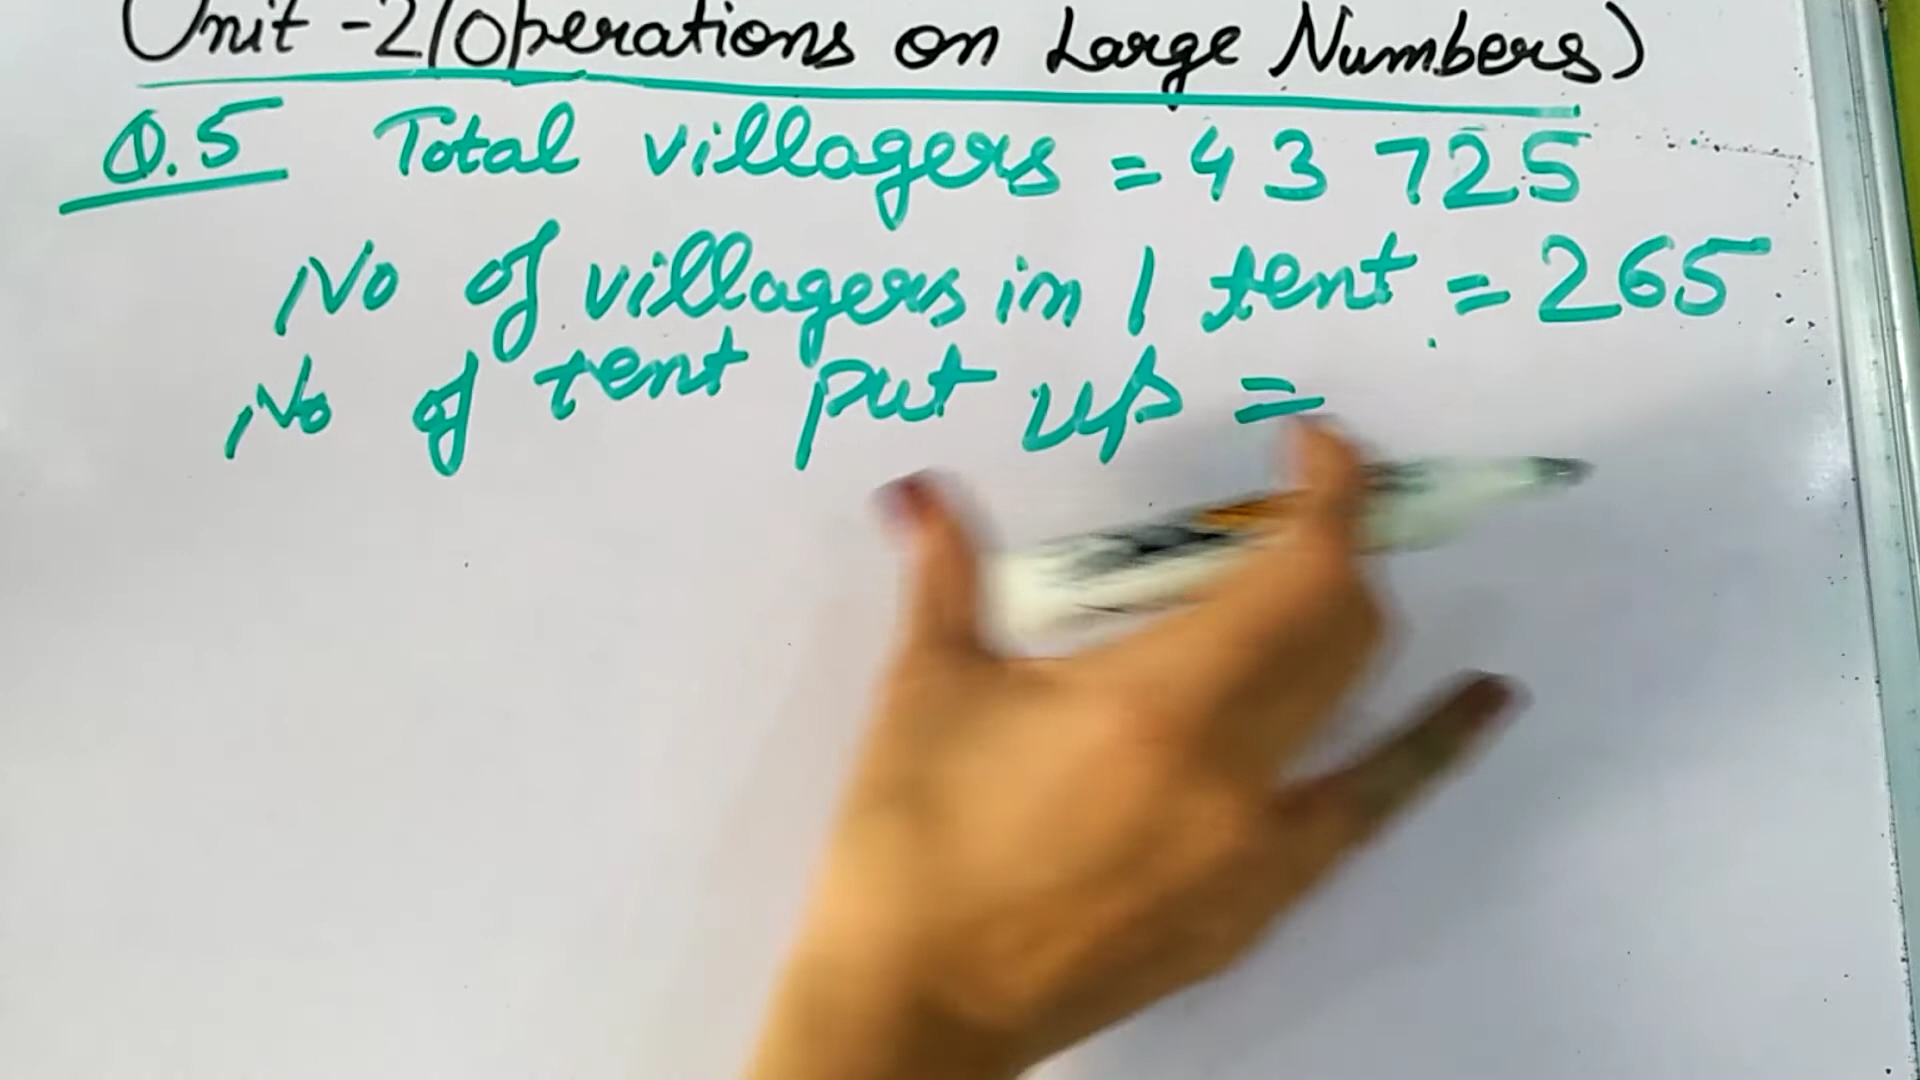 Unit -2(Operations on Large Numbers)
Q.5 Total villagers = 43 725
No of villagers in 1 tent = 265
No of tent put up =